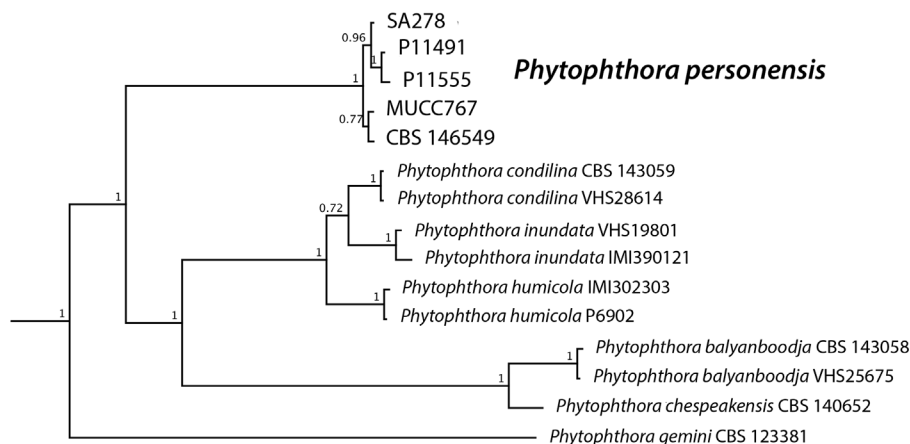 SA278
0.96
P11491
1
Phytophthora personensis
P11555
1
MUCC767
0.77
CBS 146549
Phytophthora condilina CBS 143059
1
Phytophthora condilina VHS28614
1
0.72
Phytophthora inundata VHS19801
1
Phytophthora inundata IMI390121
1
Phytophthora humicola IMI302303
1
Phytophthora humicola P6902
1
1
Phytophthora balyanboodja CBS 143058
1
Phytophthora balyanboodja VHS25675
1
Phytophthora chespeakensis CBS 140652
Phytophthora gemini CBS 123381